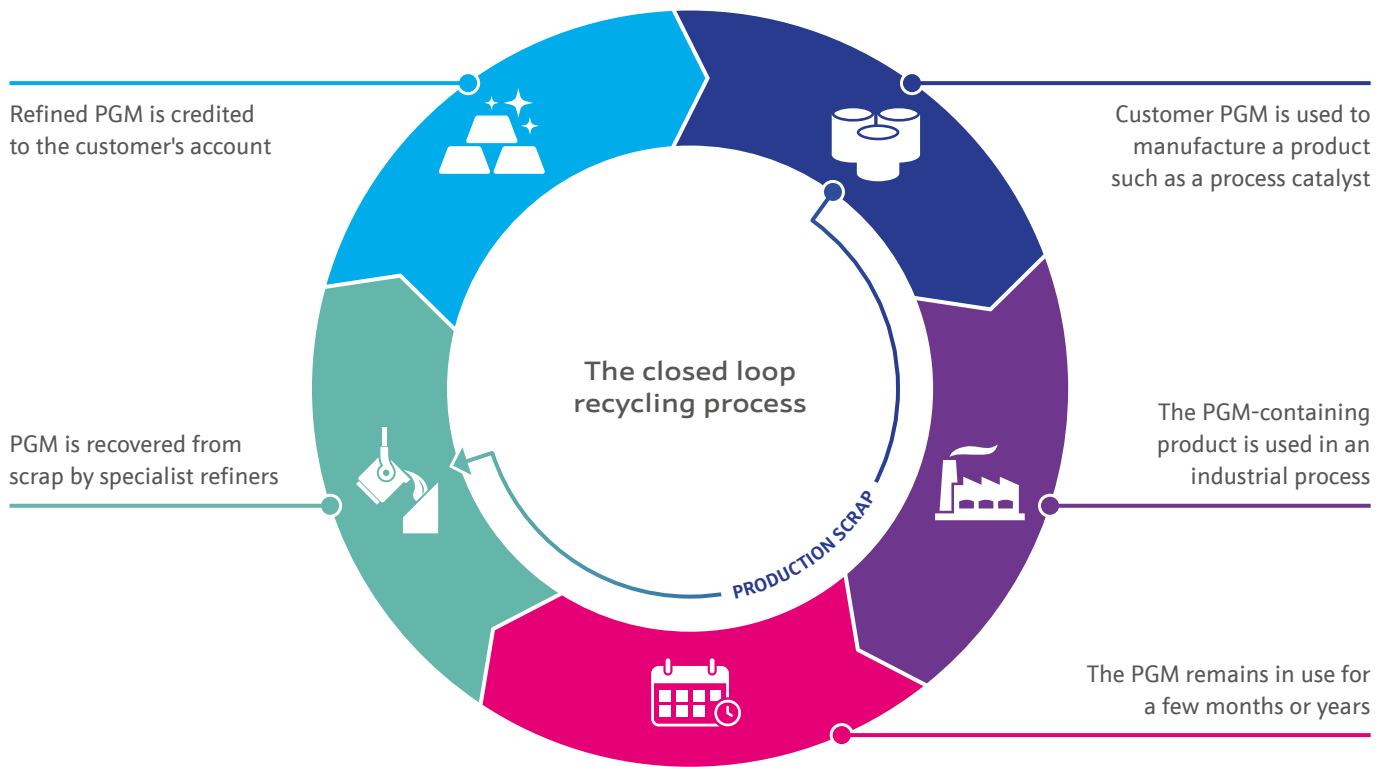 Refined PGM is credited
to the customer's account
Customer PGM is used to
manufacture a product
such as a process catalyst
The closed loop
recycling process
The PGM-containing
product is used in an
industrial process
PGM is recovered from
scrap by specialist refiners
PRODUCTION SCRAP
The PGM remains in use for
a few months or years